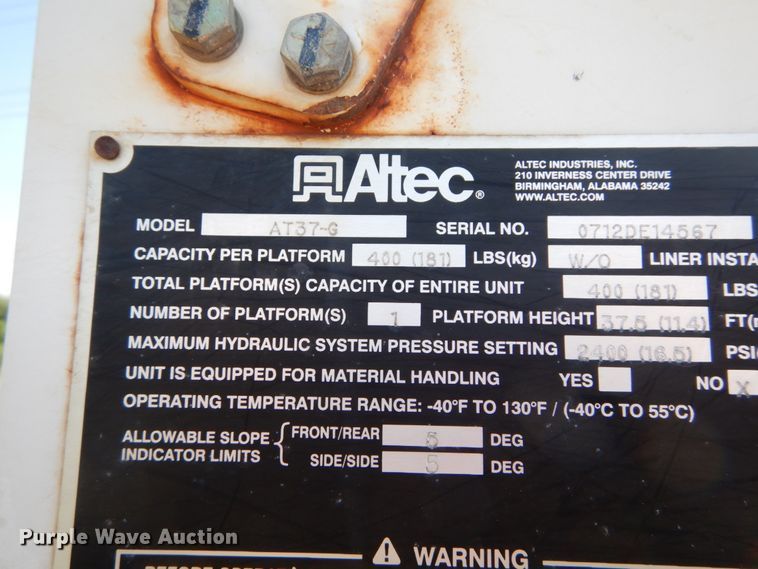 Altec®
ALTEC INDUSTRIES, INC.
210 INVERNESS CENTER DRIVE
BIRMINGHAM, ALABAMA 35242
WWW.ALTEC.COM
MODEL AT37-G SERIAL NO. 0712DE14567
CAPACITY PER PLATFORM 400 (181) LBS(kg) W/O LINER INSTA
TOTAL PLATFORM(S) CAPACITY OF ENTIRE UNIT 400 (181) LBS
NUMBER OF PLATFORM(S) 1 PLATFORM HEIGHT 37.5 (11.4) FT(
MAXIMUM HYDRAULIC SYSTEM PRESSURE SETTING 2400 (16.5) PSI(
UNIT IS EQUIPPED FOR MATERIAL HANDLING YES NO X
OPERATING TEMPERATURE RANGE: -40°F TO 130°F / (-40°C TO 55°C)
ALLOWABLE SLOPE INDICATOR LIMITS
FRONT/REAR 5 DEG
SIDE/SIDE 5 DEG
WARNING
Purple Wave Auction